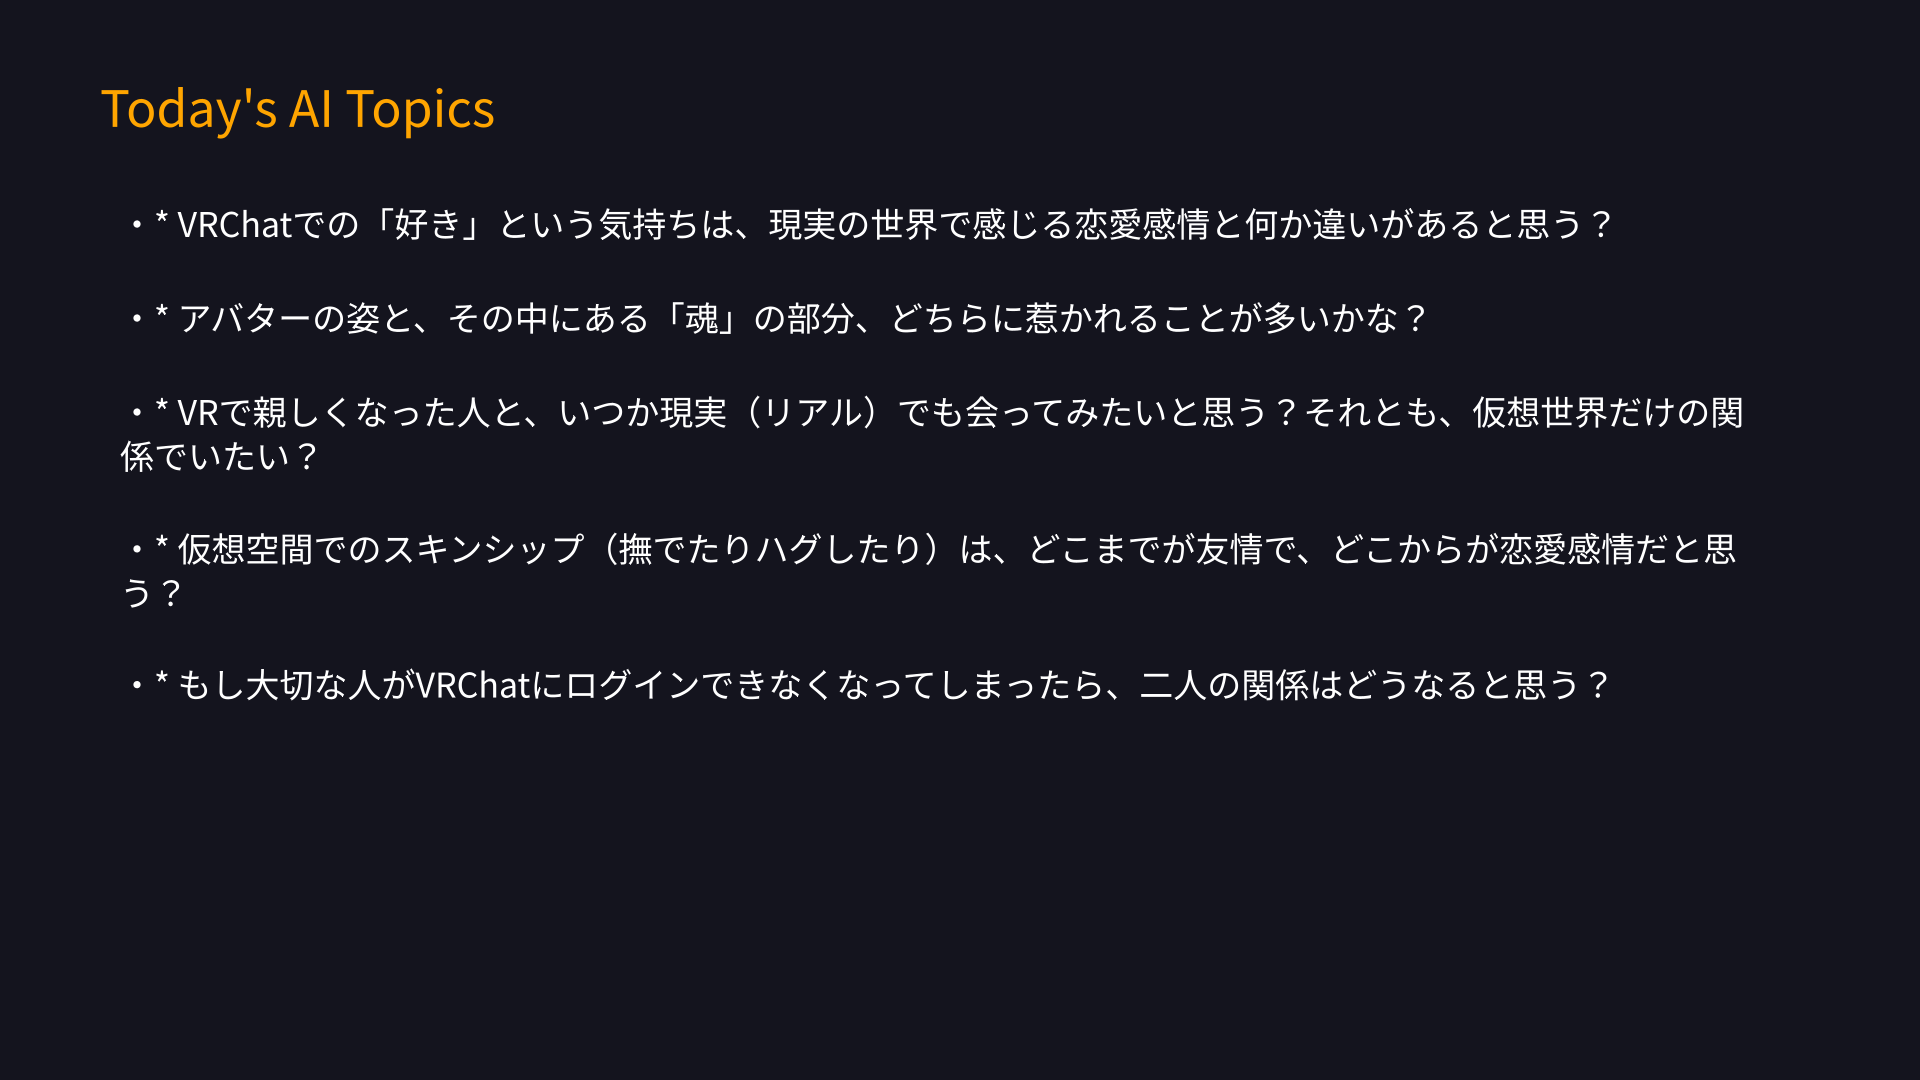 Today's AI Topics
・* VRChatでの「好き」という気持ちは、現実の世界で感じる恋愛感情と何か違いがあると思う？
・* アバターの姿と、その中にある「魂」の部分、どちらに惹かれることが多いかな？
・* VRで親しくなった人と、いつか現実（リアル）でも会ってみたいと思う？それとも、仮想世界だけの関
係でいたい？
・* 仮想空間でのスキンシップ（撫でたりハグしたり）は、どこまでが友情で、どこからが恋愛感情だと思
う？
・* もし大切な人がVRChatにログインできなくなってしまったら、二人の関係はどうなると思う？